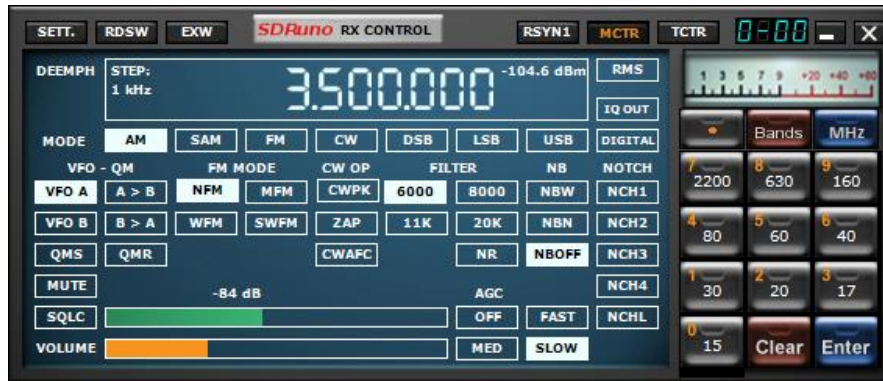 SETT. RDSW EXW SDRuno RX CONTROL RSYN1 MCTR TCTR 0-00
DEEMPH STEP: -104.6 dBm RMS
1 kHz 3.500.000 IQ OUT
MODE AM SAM FM CW DSB LSB USB DIGITAL
VFO - QM FM MODE CW OP FILTER NB NOTCH
VFO A A > B NFM MFM CWPK 6000 8000 NBW NCH1
VFO B B > A WFM SWFM ZAP 11K 20K NBN NCH2
QMS QMR CWAFC NR NBOFF NCH3
MUTE -84 dB AGC NCH4
SQLC OFF FAST NCHL
VOLUME MED SLOW
1 3 5 7 9 +20 +40 +60
Bands MHz
7 2200 8 630 9 160
4 80 5 60 6 40
1 30 2 20 3 17
0 15 Clear Enter